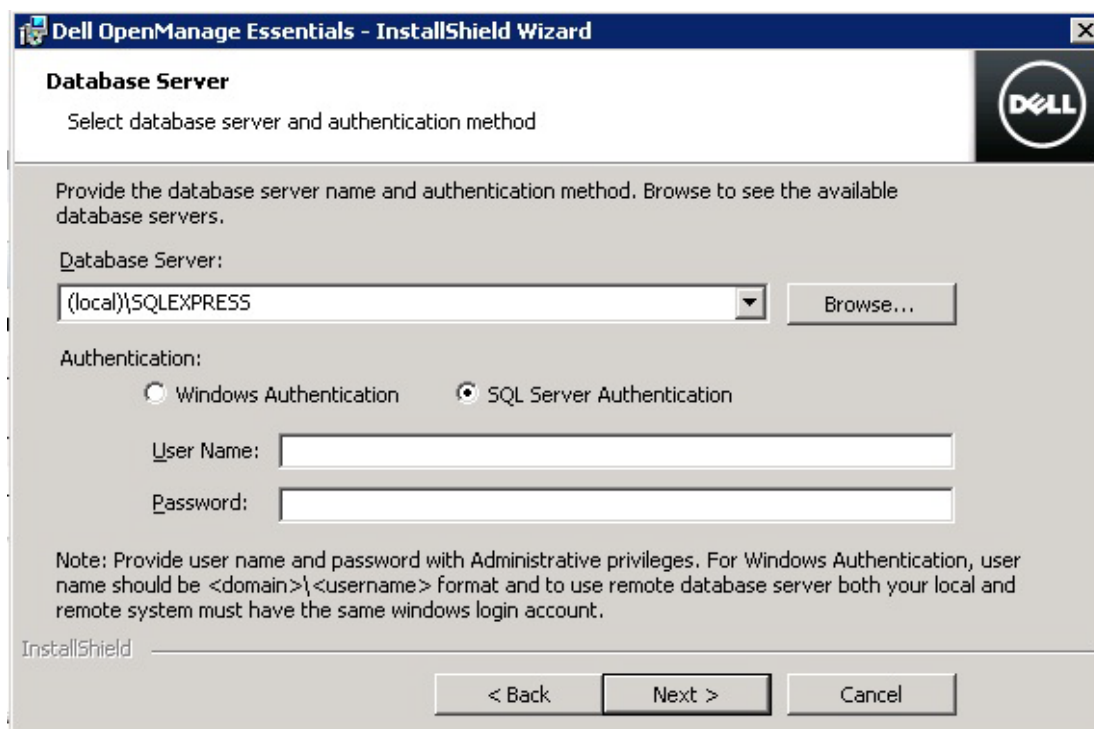 Dell OpenManage Essentials - InstallShield Wizard
Database Server
Select database server and authentication method
DELL
Provide the database server name and authentication method. Browse to see the available
database servers.
Database Server:
(local)\SQLEXPRESS
Browse...
Authentication:
Windows Authentication
SQL Server Authentication
User Name:
Password:
Note: Provide user name and password with Administrative privileges. For Windows Authentication, user
name should be <domain>\<username> format and to use remote database server both your local and
remote system must have the same windows login account.
InstallShield
< Back
Next >
Cancel